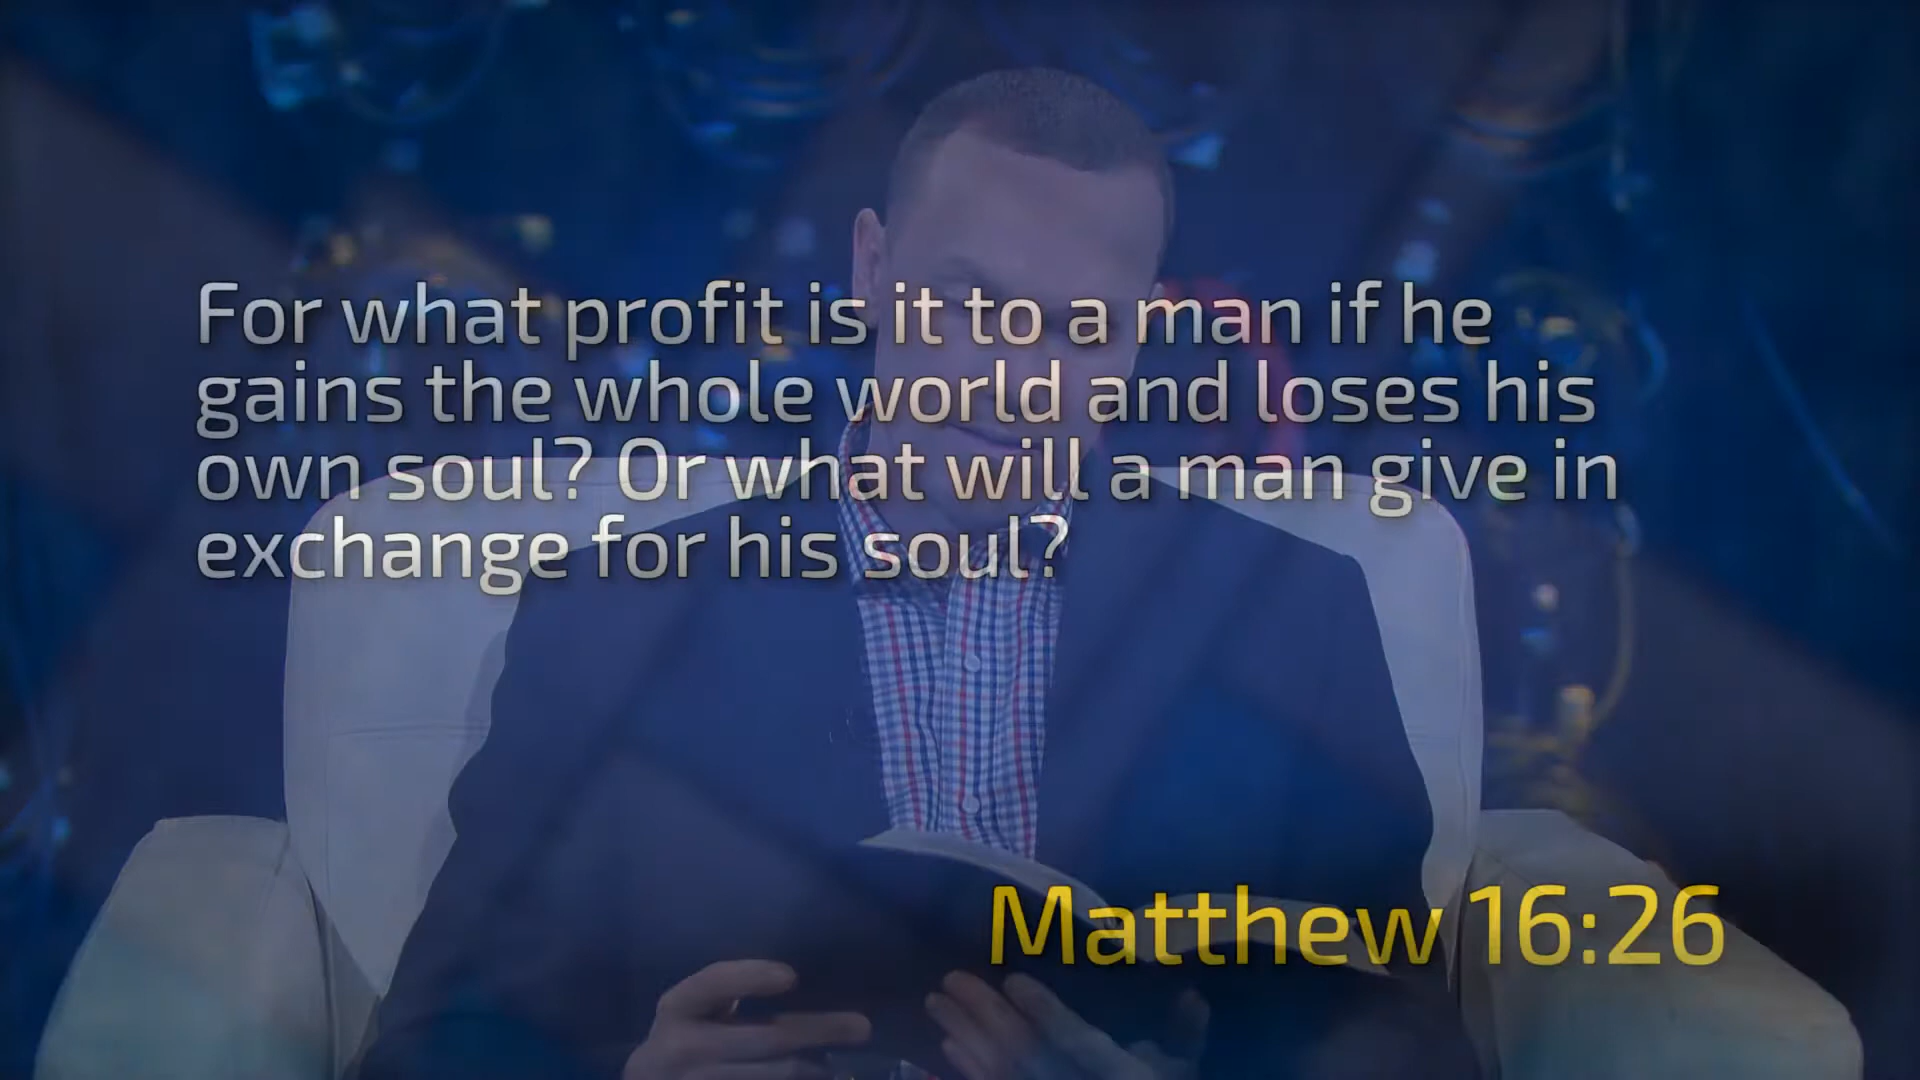 For what profit is it to a man if he
gains the whole world and loses his
own soul? Or what will a man give in
exchange for his soul?
Matthew 16:26